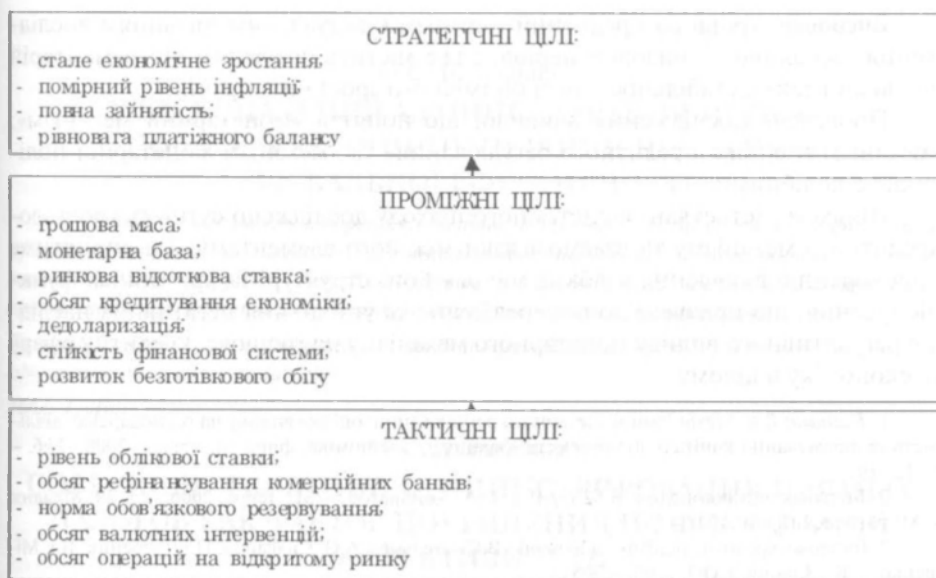 СТРАТЕГІЧНІ ЦІЛІ:
- стале економічне зростання;
- помірний рівень інфляції
- повна зайнятість;
- рівновага платіжного балансу
ПРОМІЖНІ ЦІЛІ:
- грошова маса;
- монетарна база;
- ринкова відсоткова ставка;
- обсяг кредитування економіки;
- дедоларизація;
- стійкість фінансової системи;
- розвиток безготівкового обігу
ТАКТИЧНІ ЦІЛІ:
- рівень облікової ставки;
- обсяг рефінансування комерційних банків;
- норма обов'язкового резервування;
- обсяг валютних інтервенцій;
- обсяг операцій на відкритому ринку